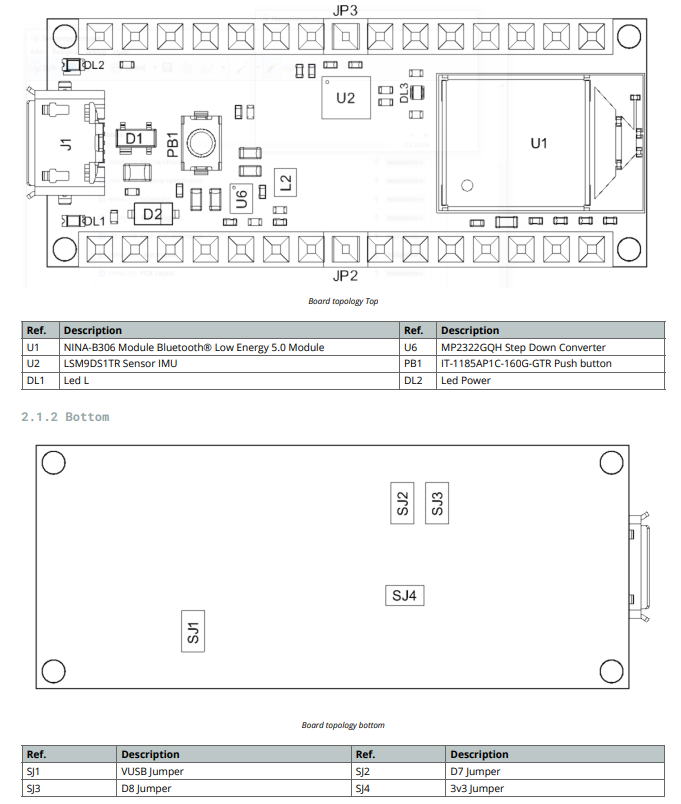 JP3
DL2
U2
DL3
J1
D1
PB1
U1
L2
U6
D2
DL1
JP2
Board topology Top
Ref. Description Ref. Description
U1 NINA-B306 Module Bluetooth® Low Energy 5.0 Module U6 MP2322GQH Step Down Converter
U2 LSM9DS1TR Sensor IMU PB1 IT-1185AP1C-160G-GTR Push button
DL1 Led L DL2 Led Power
2.1.2 Bottom
SJ2 SJ3
SJ4
SJ1
Board topology bottom
Ref. Description Ref. Description
SJ1 VUSB Jumper SJ2 D7 Jumper
SJ3 D8 Jumper SJ4 3v3 Jumper